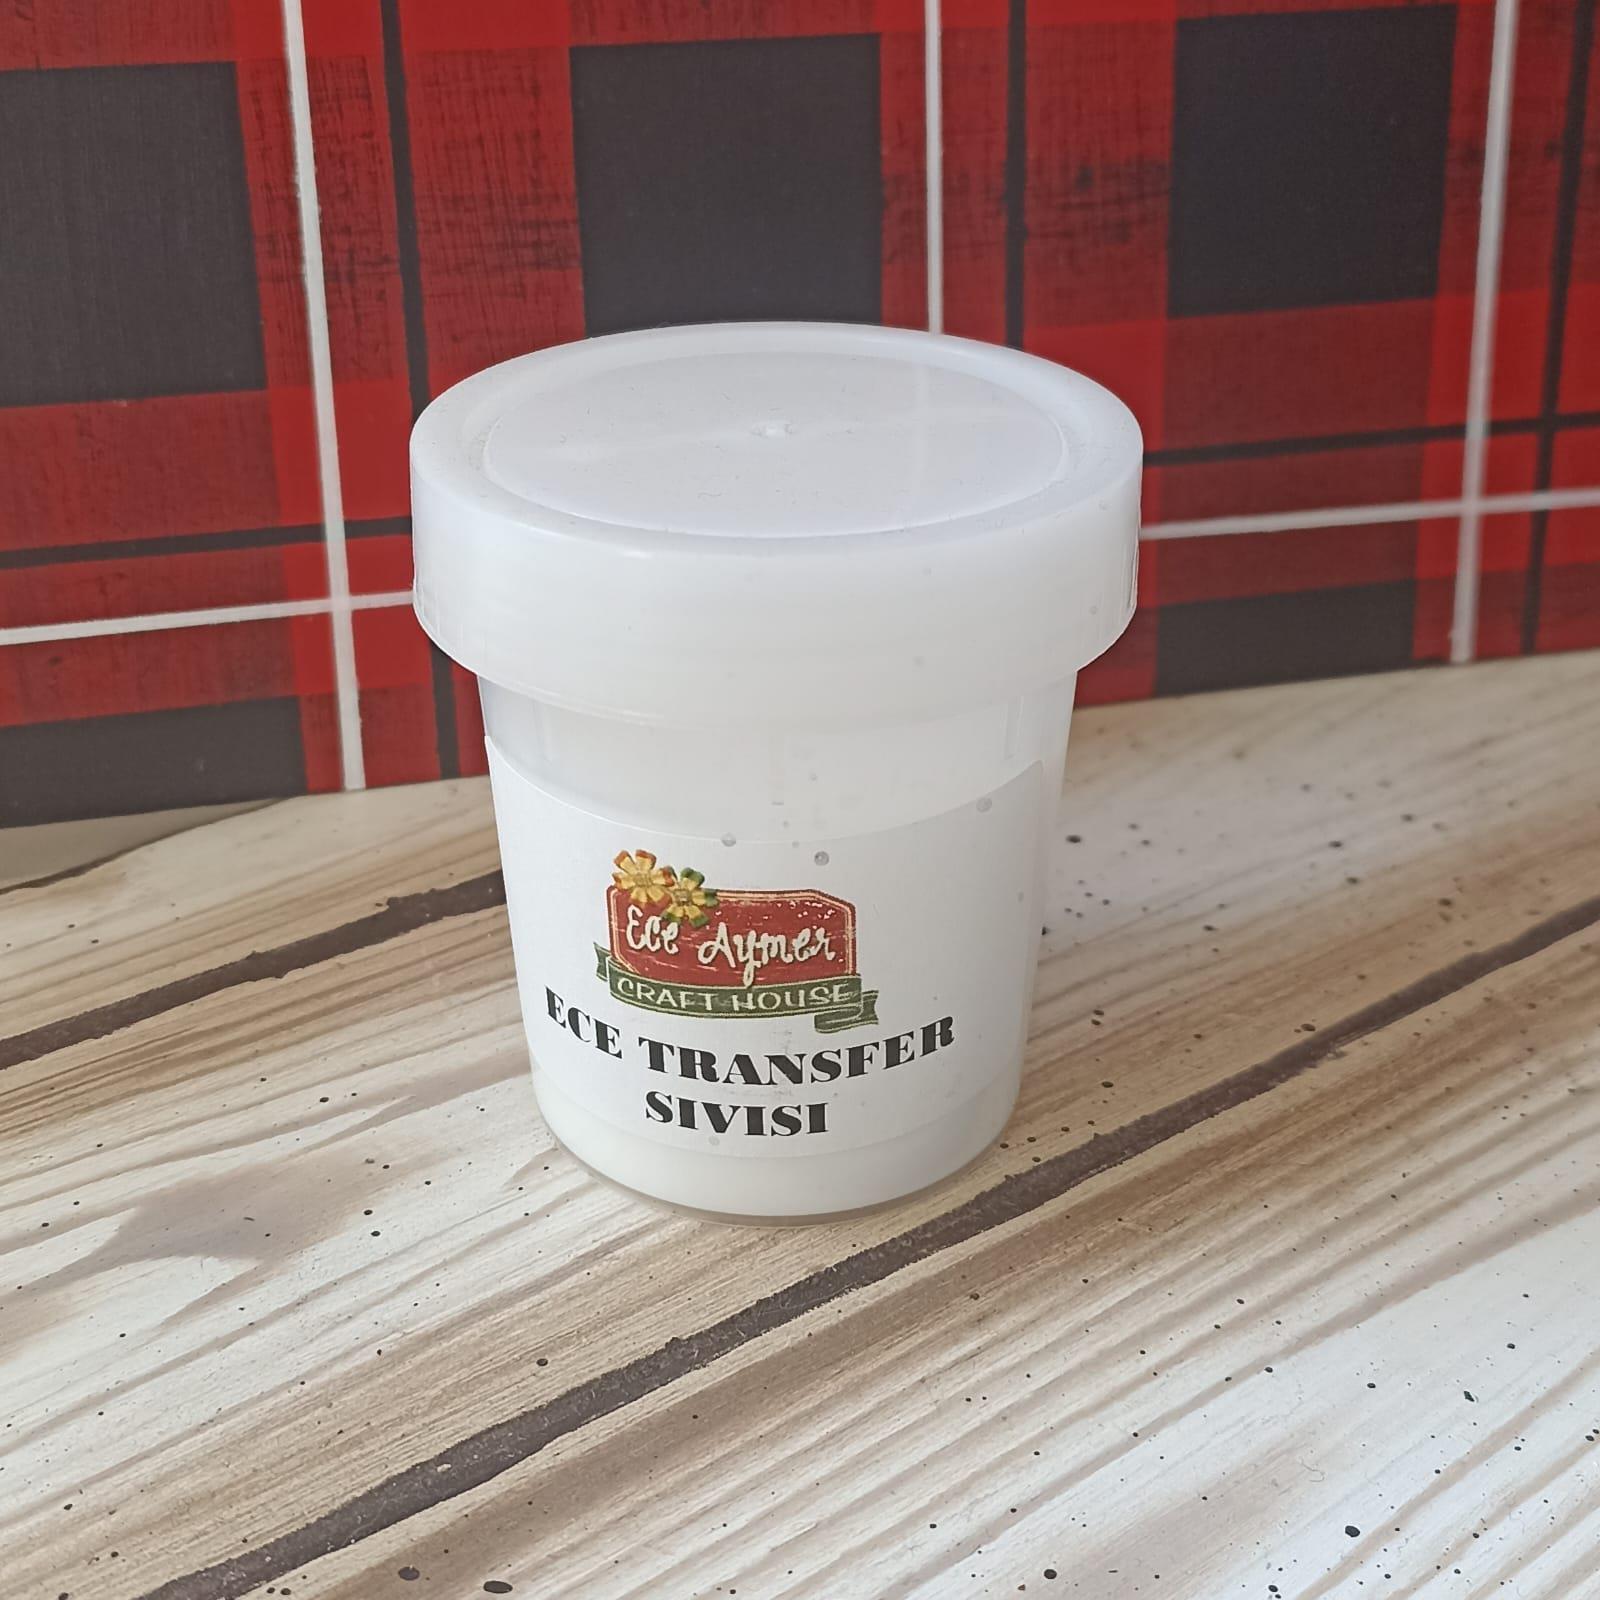 Ece Aymer
CRAFT HOUSE
ECE TRANSFER
SIVISI